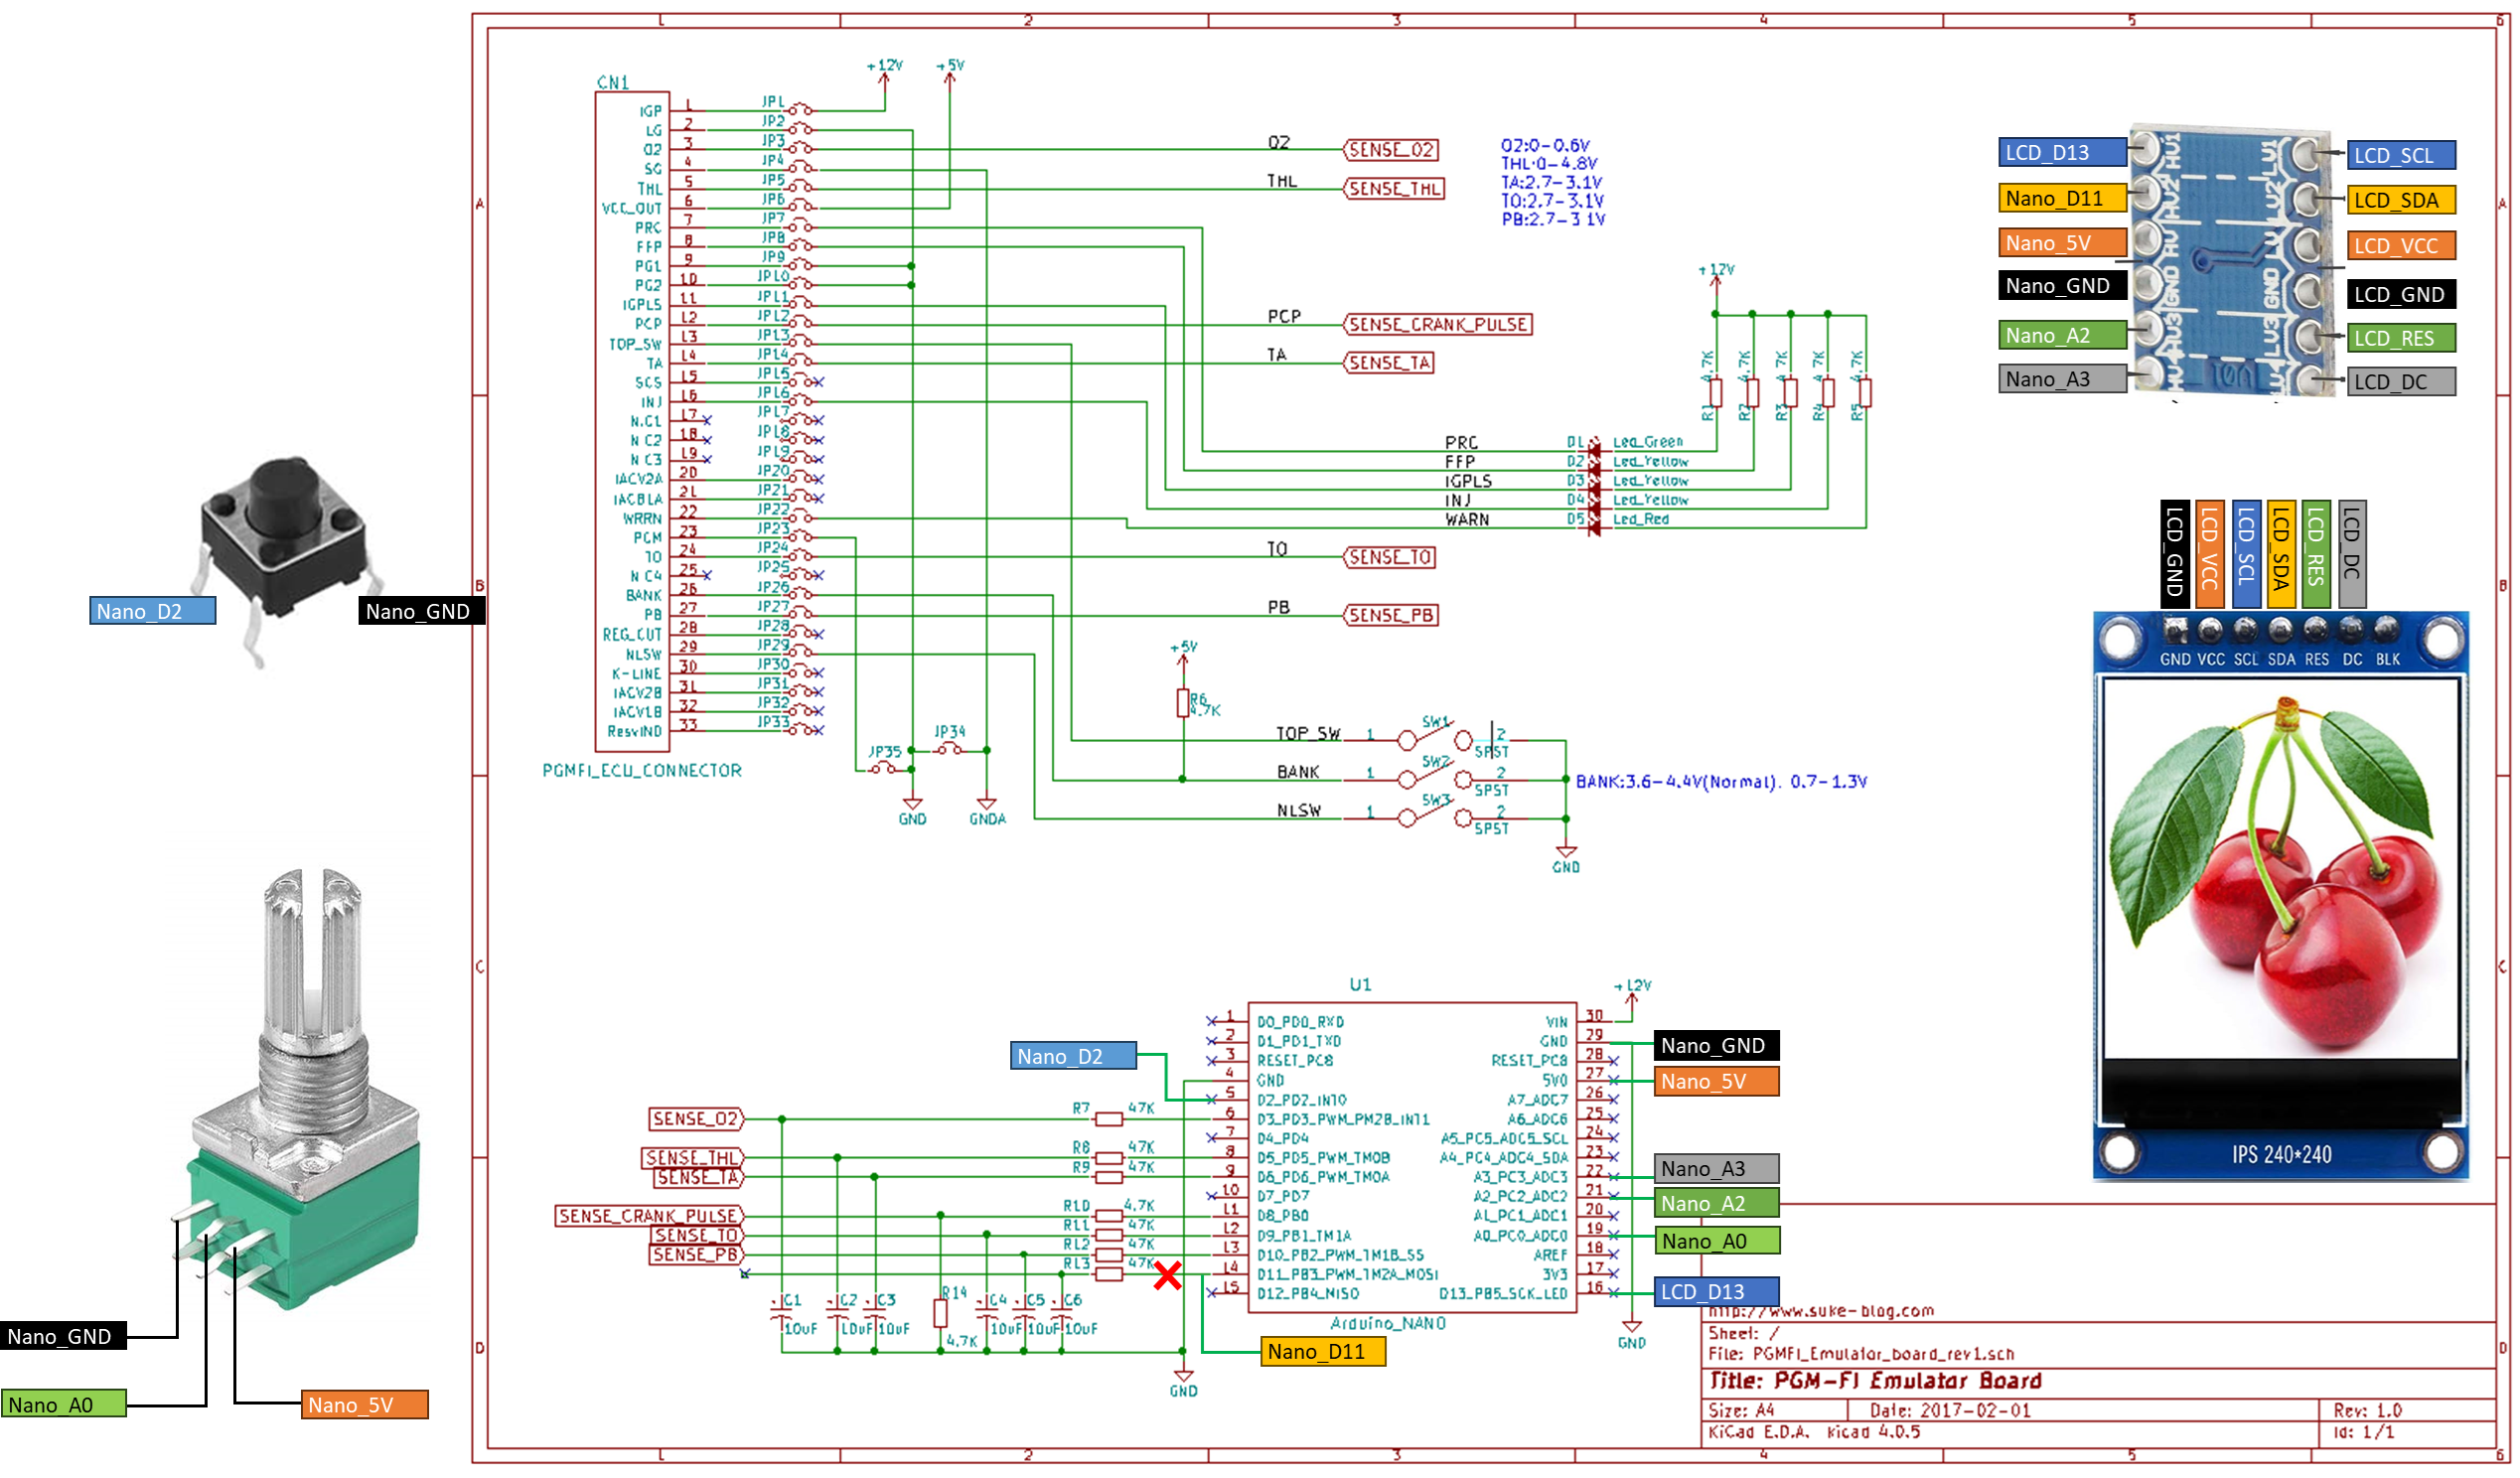 1 2 3 4 5 6
A
B
C
D
CN1
+12V
+5V
IGP 1 JP1
LG 2 JP2
O2 3 JP3 O2 SENSE_O2
SG 4 JP4
THL 5 JP5 THL SENSE_THL
VCC_OUT 6 JP6
PRC 7 JP7
FFP 8 JP8
PG1 9 JP9
PG2 10 JP10
IGPLS 11 JP11
PCP 12 JP12 PCP SENSE_CRANK_PULSE
TOP_SW 13 JP13
TA 14 JP14 TA SENSE_TA
SCS 15 JP15
INJ 16 JP16
N.C1 17 JP17
N C2 18 JP18
N C3 19 JP19
IACV2A 20 JP20
IACBLA 21 JP21
WRRN 22 JP22
PCM 23 JP23
TO 24 JP24 TO SENSE_TO
N C4 25 JP25
BANK 26 JP26
PB 27 JP27 PB SENSE_PB
REG_CUT 28 JP28
NLSW 29 JP29
K-LINE 30 JP30
IACV2B 31 JP31
IACV1B 32 JP32
ResvIND 33 JP33
PGMFI_ECU_CONNECTOR
JP35
JP34
GND
GNDA
O2:0-0.6V
THL:0-4.8V
TA:2.7-3.1V
TO:2.7-3.1V
PB:2.7-3 1V
+12V
R1 4.7K
R2 4.7K
R3 4.7K
R4 4.7K
R5 4.7K
PRC D1 Led_Green
FFP D2 Led_Yellow
IGPLS D3 Led_Yellow
INJ D4 Led_Yellow
WARN D5 Led_Red
+5V
R6
4.7K
TOP_SW 1 SW1 2 SPST
BANK 1 SW2 2 SPST
NLSW 1 SW3 2 SPST
BANK:3.6-4.4V(Normal). 0.7-1.3V
GND
LCD_D13 HV1 LV1 LCD_SCL
Nano_D11 HV2 LV2 LCD_SDA
Nano_5V HV LV LCD_VCC
Nano_GND GND GND LCD_GND
Nano_A2 HV3 LV3 LCD_RES
Nano_A3 HV4 LV4 LCD_DC
LCD_GND
LCD_VCC
LCD_SCL
LCD_SDA
LCD_RES
LCD_DC
GND VCC SCL SDA RES DC BLK
IPS 240*240
Nano_D2
Nano_GND
Nano_GND
Nano_A0
Nano_5V
U1
+12V
1 D0_PD0_RXD
2 D1_PD1_TXD
3 RESET_PC8
4 GND
5 D2_PD2_INT0
6 D3_PD3_PWM_PM2B_INT1
7 D4_PD4
8 D5_PD5_PWM_TM0B
9 D6_PD6_PWM_TM0A
10 D7_PD7
11 D8_PB0
12 D9_PB1_TM1A
13 D10_PB2_PWM_TM1B_SS
14 D11_PB3_PWM_TM2A_MOSI
15 D12_PB4_MISO
VIN 30
GND 29
RESET_PC8 28
5V0 27
A7_ADC7 26
A6_ADC6 25
A5_PC5_ADC5_SCL 24
A4_PC4_ADC4_SDA 23
A3_PC3_ADC3 22
A2_PC2_ADC2 21
A1_PC1_ADC1 20
A0_PC0_ADC0 19
AREF 18
3V3 17
D13_PB5_SCK_LED 16
Arduino_NANO
Nano_D2
Nano_GND
Nano_5V
Nano_A3
Nano_A2
Nano_A0
LCD_D13
Nano_D11
SENSE_O2 R7 47K
SENSE_THL R8 47K
SENSE_TA R9 47K
SENSE_CRANK_PULSE R10 4.7K
SENSE_TO R11 47K
SENSE_PB R12 47K
R13 47K
C1 10uF
C2 10uF
C3 10uF
R14 4.7K
C4 10uF
C5 10uF
C6 10uF
GND
GND
http://www.suke-blog.com
Sheet: /
File: PGMFI_Emulator_board_rev1.sch
Title: PGM-FI Emulator Board
Size: A4 Date: 2017-02-01 Rev: 1.0
KiCad E.D.A. kicad 4.0.5 Id: 1/1